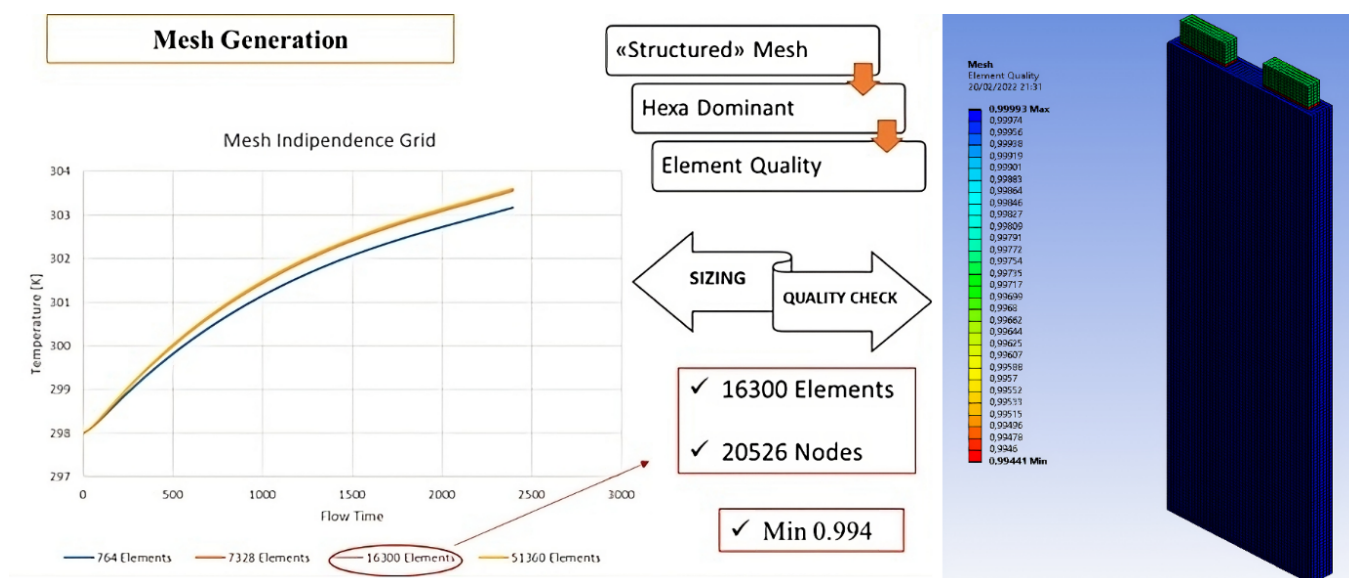 Mesh Generation
«Structured» Mesh
Hexa Dominant
Element Quality
Mesh Indipendence Grid
304
303
302
301
300
299
298
297
Temperature [K]
0
500
1000
1500
2000
2500
3000
Flow Time
764 Elements
7328 Elements
16300 Elements
51360 Elements
SIZING
QUALITY CHECK
✓ 16300 Elements
✓ 20526 Nodes
✓ Min 0.994
Mesh
Element Quality
20/02/2022 21:31
0,99993 Max
0,99974
0,99956
0,99938
0,99919
0,99901
0,99883
0,99864
0,99846
0,99827
0,99809
0,99791
0,99772
0,99754
0,99735
0,99717
0,99699
0,9968
0,99662
0,99644
0,99625
0,99607
0,99588
0,9957
0,99552
0,99533
0,99515
0,99496
0,99478
0,9946
0,99441 Min